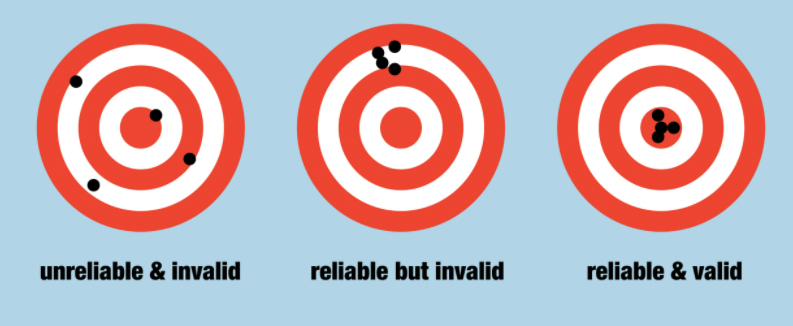 unreliable & invalid
reliable but invalid
reliable & valid